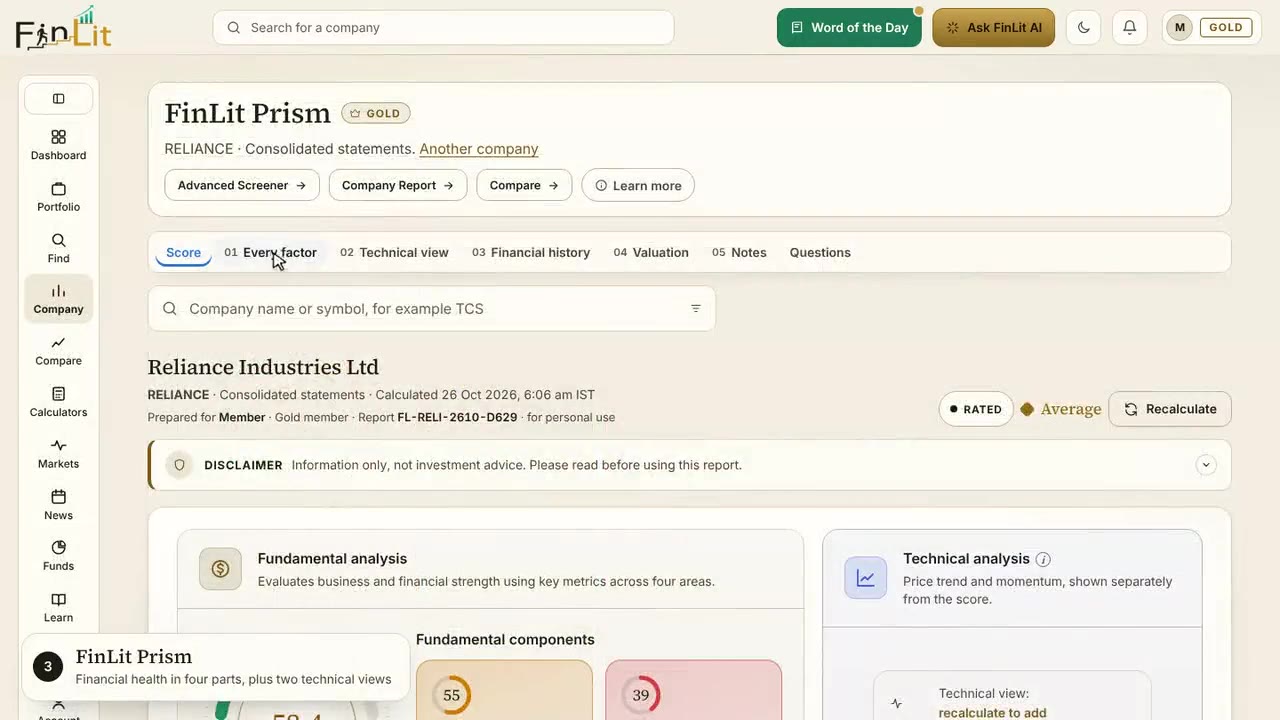 FinLit
Search for a company
Word of the Day
Ask FinLit AI
M
GOLD
Dashboard
Portfolio
Find
Company
Compare
Calculators
Markets
News
Funds
Learn
FinLit Prism
GOLD
RELIANCE · Consolidated statements. Another company
Advanced Screener →
Company Report →
Compare →
Learn more
Score
01 Every factor
02 Technical view
03 Financial history
04 Valuation
05 Notes
Questions
Company name or symbol, for example TCS
Reliance Industries Ltd
RELIANCE · Consolidated statements · Calculated 26 Oct 2026, 6:06 am IST
Prepared for Member · Gold member · Report FL-RELI-2610-D629 · for personal use
RATED
Average
Recalculate
DISCLAIMER Information only, not investment advice. Please read before using this report.
Fundamental analysis
Evaluates business and financial strength using key metrics across four areas.
Fundamental components
55
39
Technical analysis
Price trend and momentum, shown separately
from the score.
Technical view:
recalculate to add
3
FinLit Prism
Financial health in four parts, plus two technical views